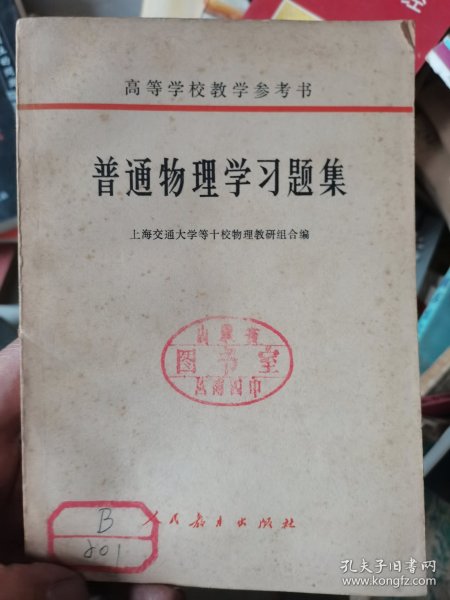 高等学校教学参考书
普通物理学习题集
上海交通大学等十校物理教研组合编
图书室
人民教育出版社
B
801
孔夫子旧书网
www.kongfz.com